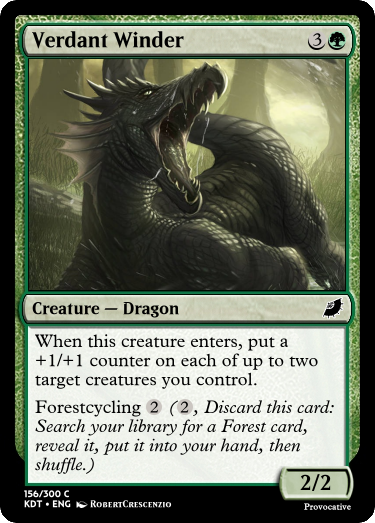 Verdant Winder 3
Creature — Dragon
When this creature enters, put a
+1/+1 counter on each of up to two
target creatures you control.
Forestcycling 2 (2, Discard this card:
Search your library for a Forest card,
reveal it, put it into your hand, then
shuffle.)
2/2
156/300 C
KDT • ENG RobertCrescenzio
Provocative